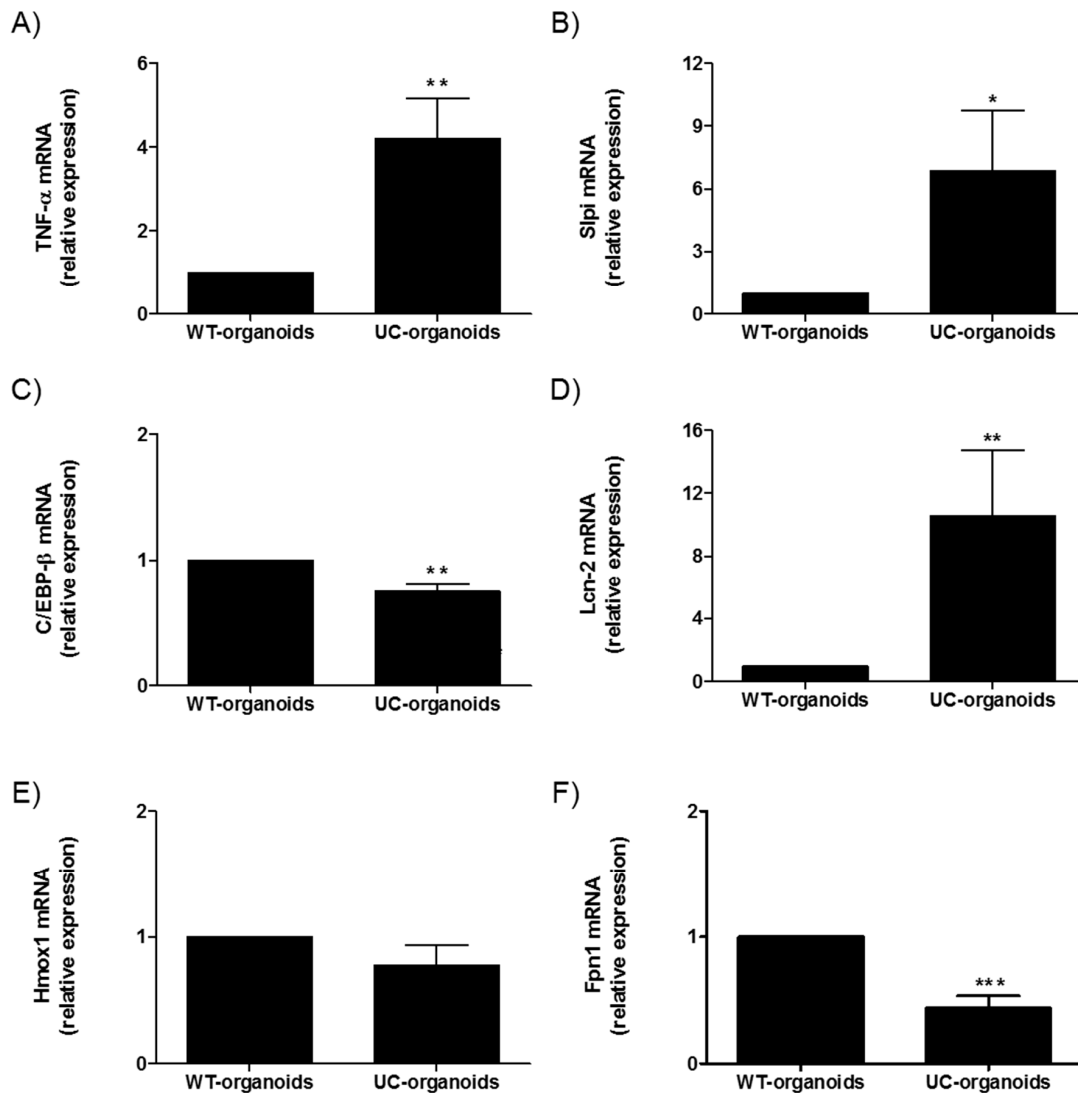 A)
TNF-α mRNA
(relative expression)
6
4
2
0
**
WT-organoids UC-organoids
B)
Slpi mRNA
(relative expression)
12
9
6
3
0
*
WT-organoids UC-organoids
C)
C/EBP-β mRNA
(relative expression)
2
1
0
**
WT-organoids UC-organoids
D)
Lcn-2 mRNA
(relative expression)
16
12
8
4
0
**
WT-organoids UC-organoids
E)
Hmox1 mRNA
(relative expression)
2
1
0
WT-organoids UC-organoids
F)
Fpn1 mRNA
(relative expression)
2
1
0
***
WT-organoids UC-organoids